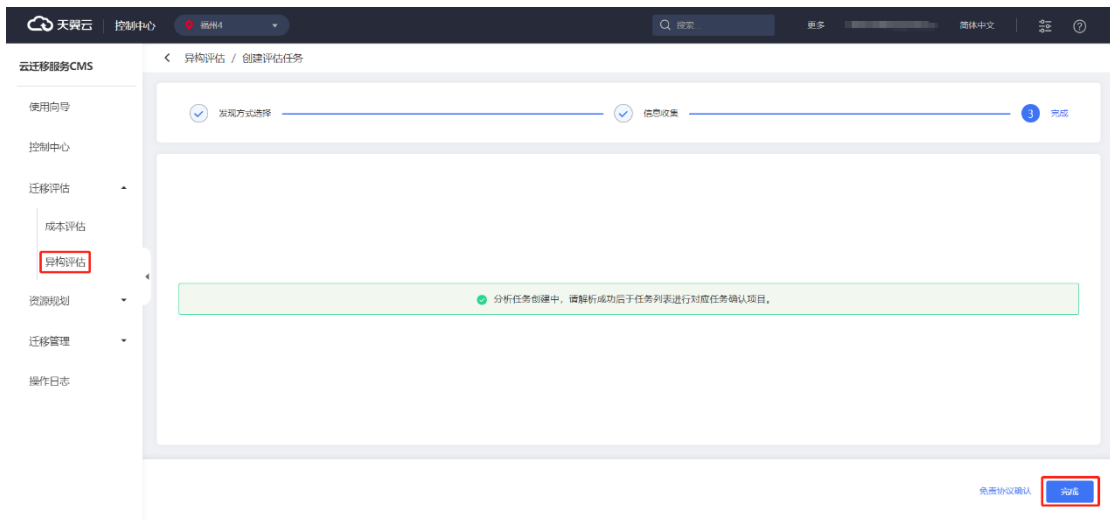 天翼云 控制中心 福州4 搜索... 更多 简体中文
云迁移服务CMS
异构评估 / 创建评估任务
使用向导
发现方式选择
信息收集
3 完成
控制中心
迁移评估
成本评估
异构评估
资源规划
分析任务创建中，请解析成功后于任务列表进行对应任务确认项目。
迁移管理
操作日志
免责协议确认
完成